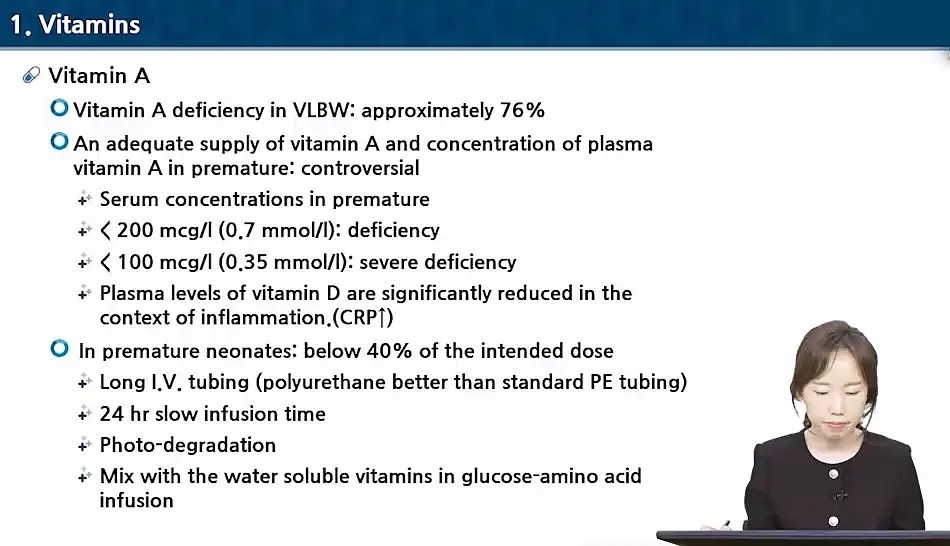 1. Vitamins
Vitamin A
Vitamin A deficiency in VLBW: approximately 76%
An adequate supply of vitamin A and concentration of plasma
vitamin A in premature: controversial
Serum concentrations in premature
< 200 mcg/l (0.7 mmol/l): deficiency
< 100 mcg/l (0.35 mmol/l): severe deficiency
Plasma levels of vitamin D are significantly reduced in the
context of inflammation.(CRP↑)
In premature neonates: below 40% of the intended dose
Long I.V. tubing (polyurethane better than standard PE tubing)
24 hr slow infusion time
Photo-degradation
Mix with the water soluble vitamins in glucose-amino acid
infusion